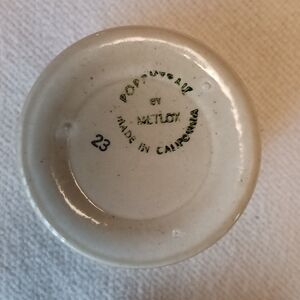 POPPYTRAIL
BY
METLOX
MADE IN CALIFORNIA
23